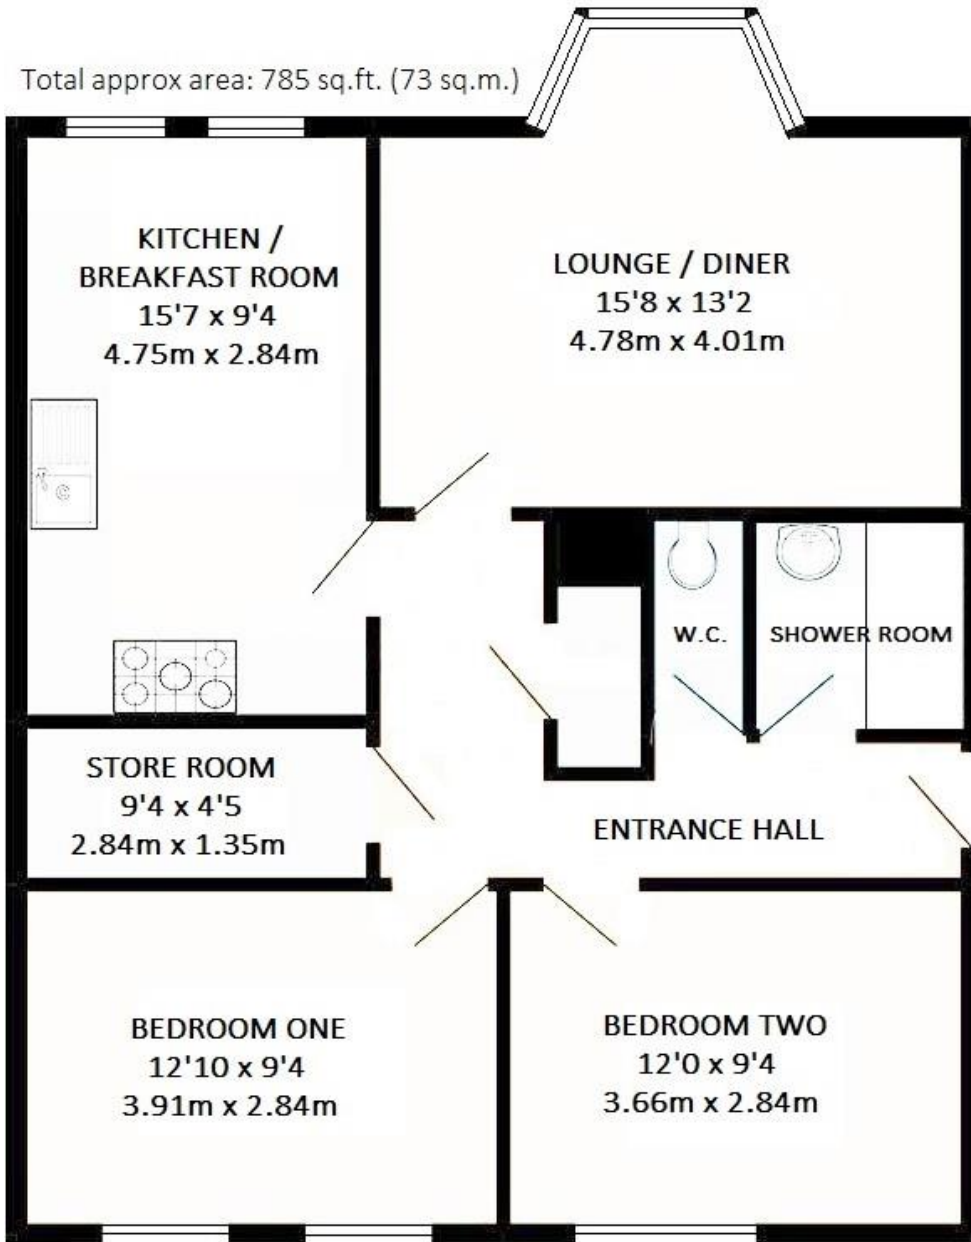 Total approx area: 785 sq.ft. (73 sq.m.)
KITCHEN /
BREAKFAST ROOM
15'7 x 9'4
4.75m x 2.84m
LOUNGE / DINER
15'8 x 13'2
4.78m x 4.01m
W.C.
SHOWER ROOM
STORE ROOM
9'4 x 4'5
2.84m x 1.35m
ENTRANCE HALL
BEDROOM ONE
12'10 x 9'4
3.91m x 2.84m
BEDROOM TWO
12'0 x 9'4
3.66m x 2.84m